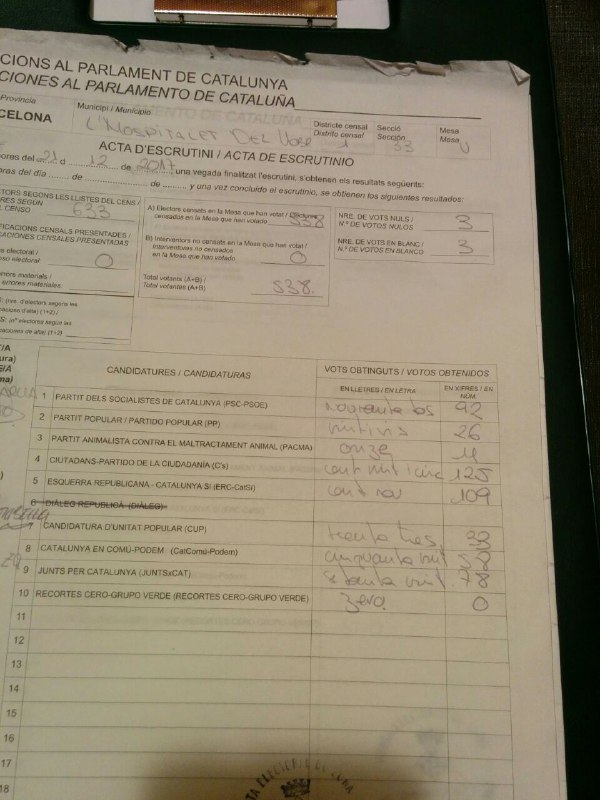 CIONS AL PARLAMENT DE CATALUNYA
CIONES AL PARLAMENTO DE CATALUÑA
Provincia
CELONA
Municipi / Municipio
L'HOSPITALET DEL
Districte censal
Distrito censal
1
Secció
Sección
33
Mesa
Mesa
U
ACTA D'ESCRUTINI / ACTA DE ESCRUTINIO
ores del 21 d 12 de 2017 una vegada finalitzat l'escrutini, s'obtenen els resultats següents:
oras del día de de y una vez concluido el escrutinio, se obtienen los siguientes resultados:
TORS SEGONS LES LLISTES DEL CENS /
RES SEGÚN
L CENSO
633
FICACIONS CENSALS PRESENTADES /
CACIONES CENSALES PRESENTADAS
electoral /
nso electoral
0
rrors materials /
errores materiales
A) Electors censats en la Mesa que han votat /
censados en la Mesa que han votado
538
B) Interventors no censats en la Mesa que han votat /
Interventores no censados
en la Mesa que han votado
0
Total votants (A+B) /
Total votantes (A+B)
538
NRE. DE VOTS NULS /
N.º DE VOTOS NULOS
3
NRE. DE VOTS EN BLANC /
N.º DE VOTOS EN BLANCO
3
CANDIDATURES / CANDIDATURAS
VOTS OBTINGUTS / VOTOS OBTENIDOS
EN LLETRES / EN LETRA
EN XIFRES / EN NÚM.
1 PARTIT DELS SOCIALISTES DE CATALUNYA (PSC-PSOE) noranta dos 92
2 PARTIT POPULAR / PARTIDO POPULAR (PP) vint i sis 26
3 PARTIT ANIMALISTA CONTRA EL MALTRACTAMENT ANIMAL (PACMA) onze 11
4 CIUTADANS-PARTIDO DE LA CIUDADANÍA (C's) cent vint i cinc 125
5 ESQUERRA REPUBLICANA - CATALUNYA SÍ (ERC-CatSí) cent nou 109
6 DIÀLEG REPUBLICÀ (DIÀLEG)
7 CANDIDATURA D'UNITAT POPULAR (CUP) trenta tres 33
8 CATALUNYA EN COMÚ-PODEM (CatComú-Podem) cinquanta vuit 58
9 JUNTS PER CATALUNYA (JUNTSxCAT) setanta vuit 78
10 RECORTES CERO-GRUPO VERDE (RECORTES CERO-GRUPO VERDE) zero 0
11
12
13
14
15
16
17
18